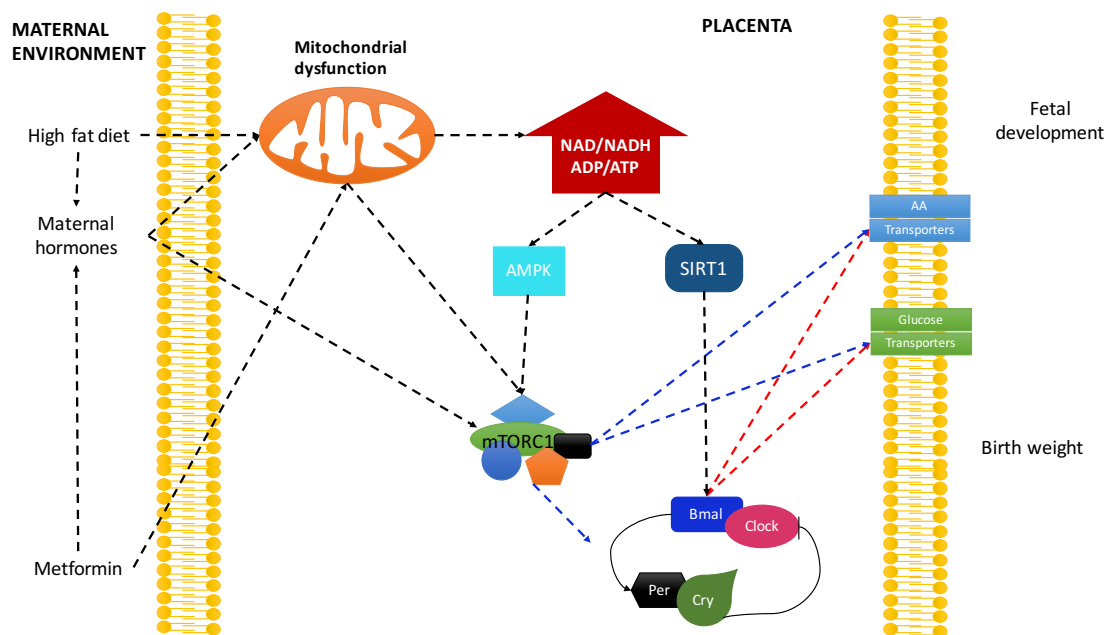 MATERNAL
ENVIRONMENT
PLACENTA
Mitochondrial
dysfunction
High fat diet
NAD/NADH
ADP/ATP
Fetal
development
Maternal
hormones
AA
Transporters
AMPK
SIRT1
Glucose
Transporters
mTORC1
Birth weight
Bmal
Clock
Metformin
Per
Cry